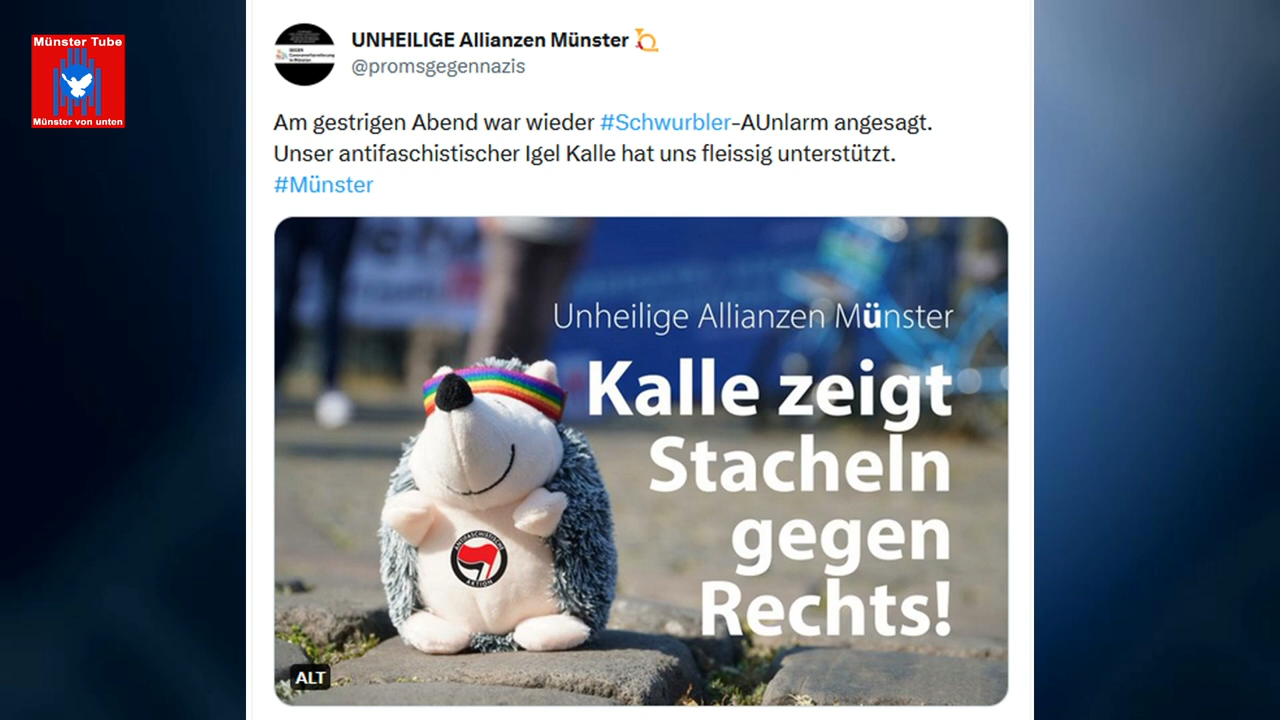 Münster Tube
Münster von unten
UNHEILIGE Allianzen Münster
@promsgegennazis
Am gestrigen Abend war wieder #Schwurbler-AUnlarm angesagt.
Unser antifaschistischer Igel Kalle hat uns fleissig unterstützt.
#Münster
Unheilige Allianzen Münster
Kalle zeigt
Stacheln
gegen
Rechts!
ANTIFASCHISTISCHE
AKTION
ALT